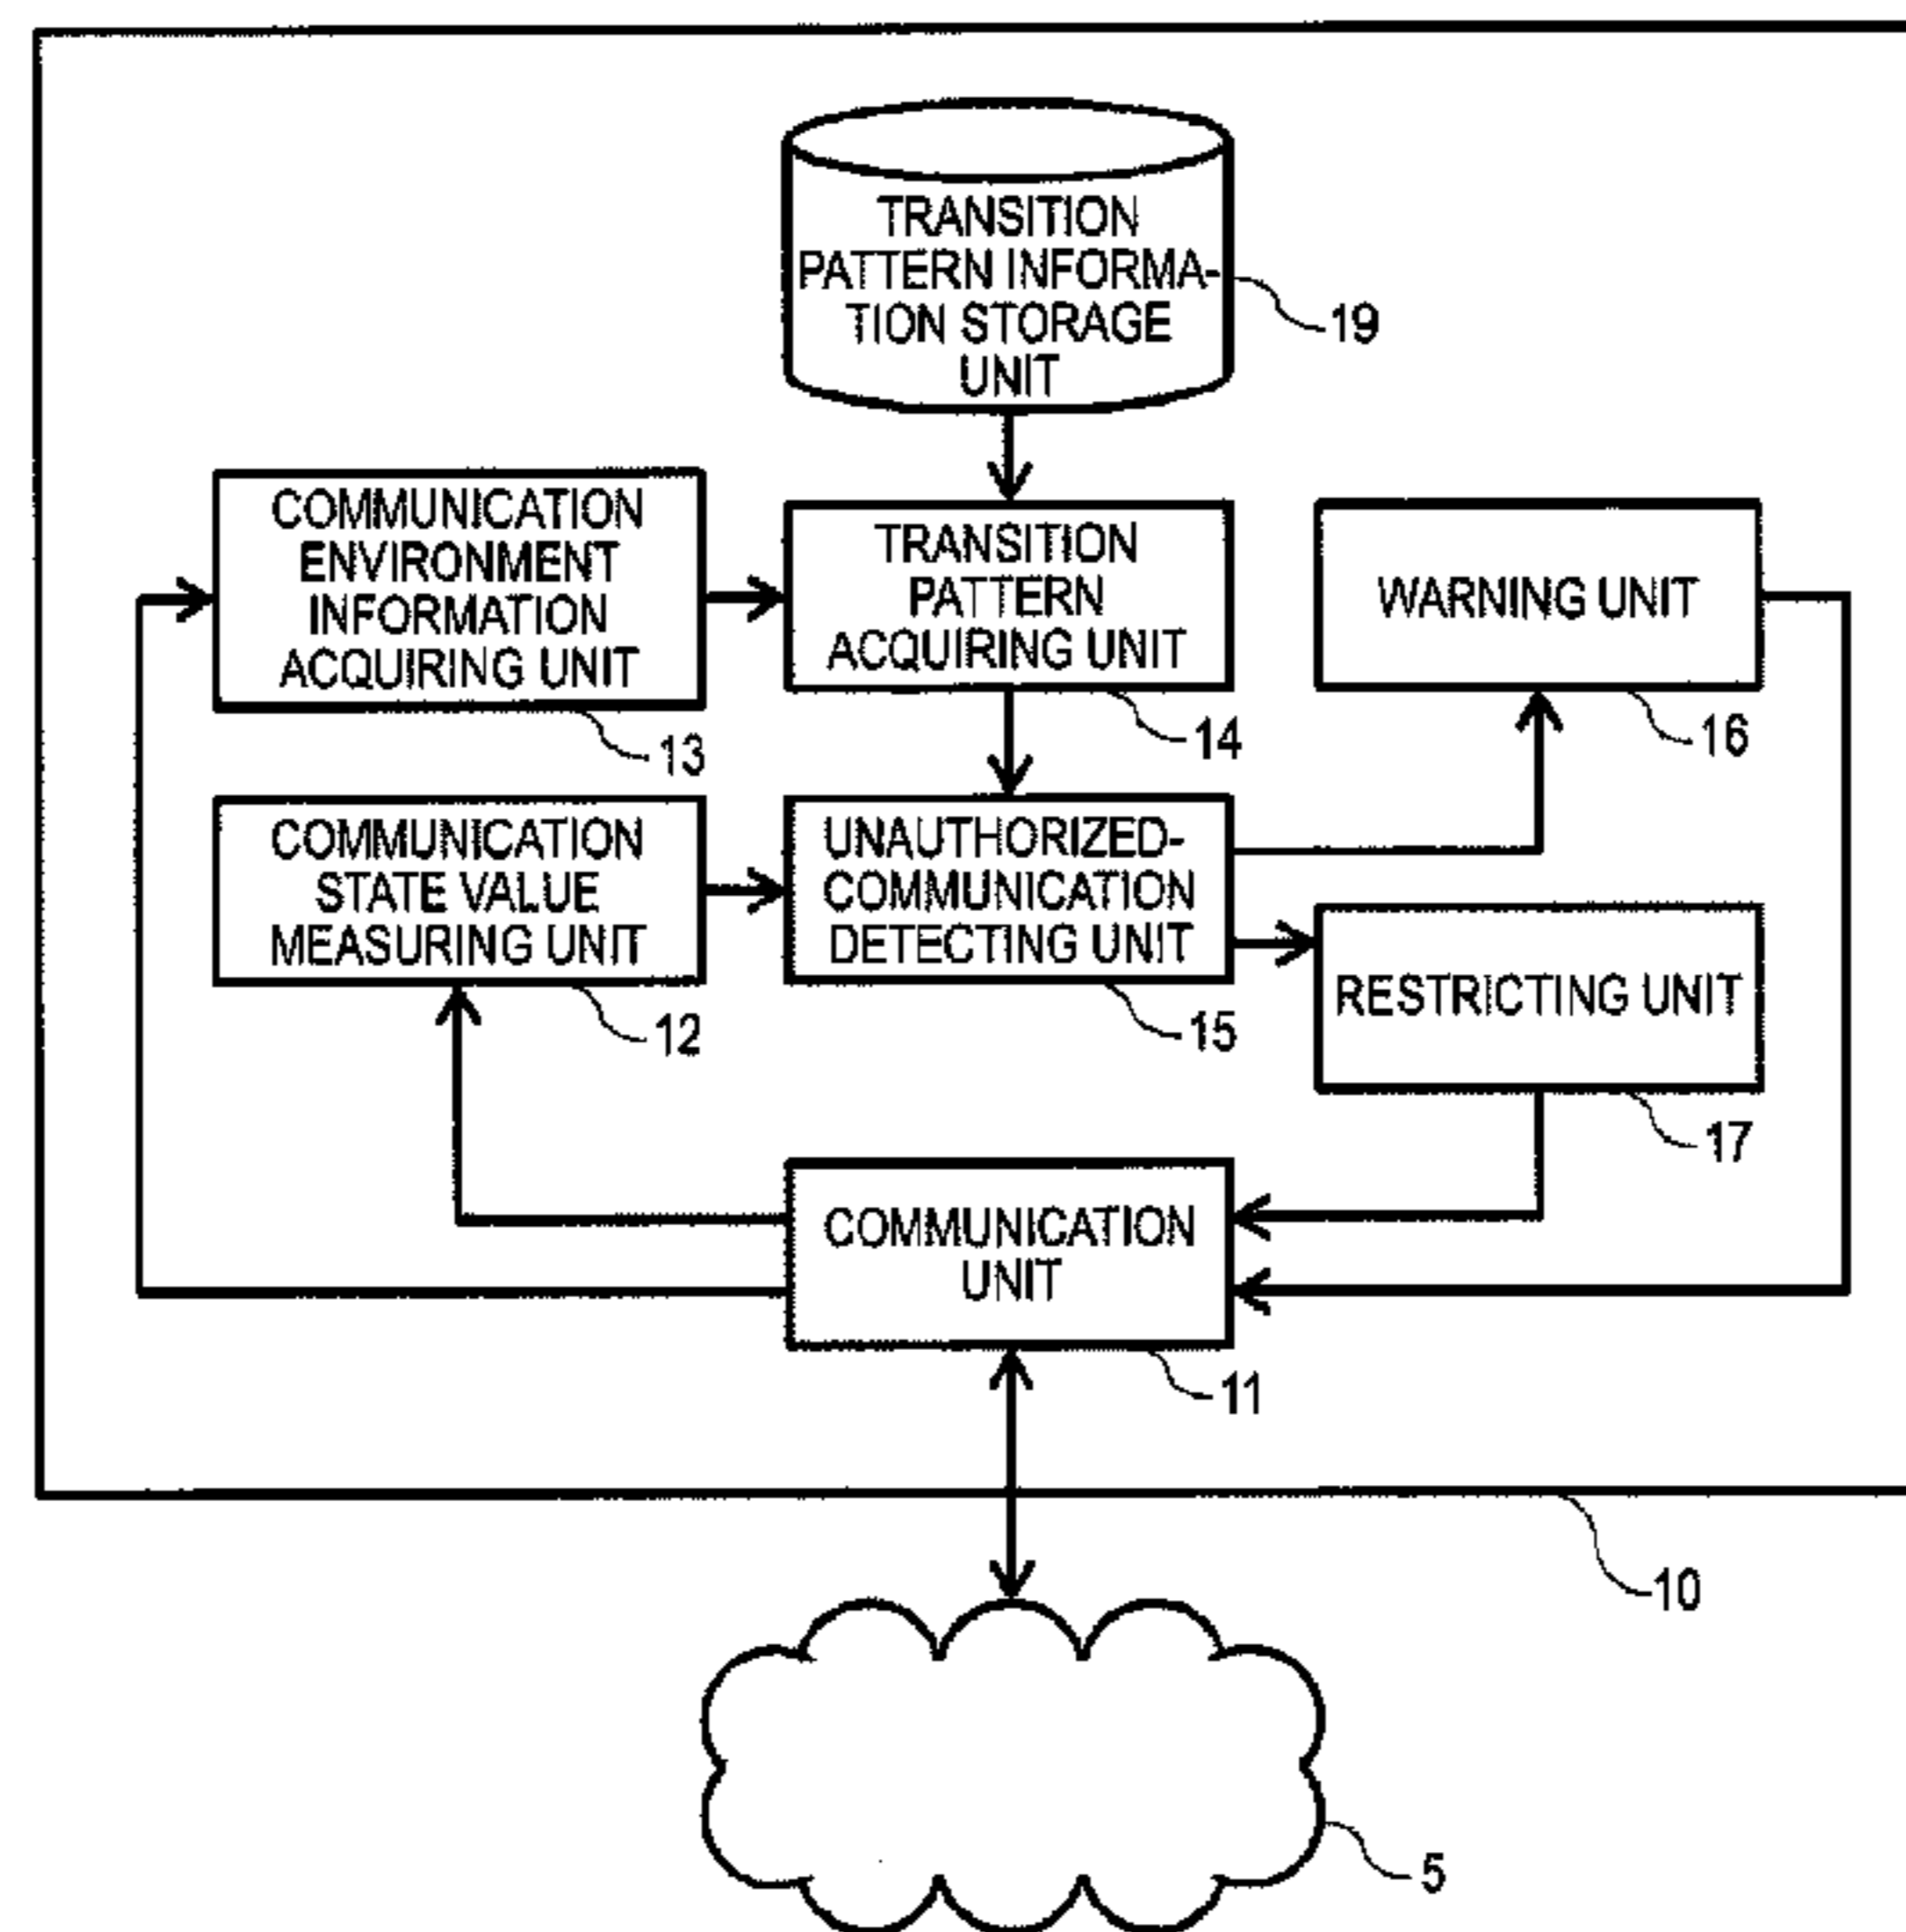 TRANSITION
PATTERN INFORMA-
TION STORAGE
UNIT
19
COMMUNICATION
ENVIRONMENT
INFORMATION
ACQUIRING UNIT
13
TRANSITION
PATTERN
ACQUIRING UNIT
14
WARNING UNIT
16
COMMUNICATION
STATE VALUE
MEASURING UNIT
12
UNAUTHORIZED-
COMMUNICATION
DETECTING UNIT
15
RESTRICTING UNIT
17
COMMUNICATION
UNIT
11
10
5